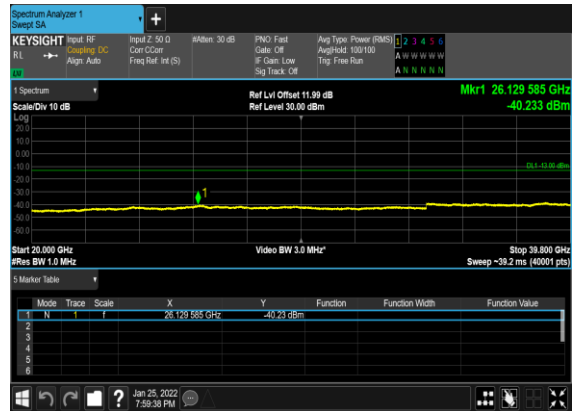 Spectrum Analyzer 1
Swept SA
+
KEYSIGHT Input: RF Input Z: 50 Ω #Atten: 30 dB PNO: Fast Avg Type: Power (RMS) 1 2 3 4 5 6
RL Coupling: DC Corr CCorr Gate: Off Avg|Hold: 100/100 A W W W W W
Align: Auto Freq Ref: Int (S) IF Gain: Low Trig: Free Run
Sig Track: Off A N N N N N
1 Spectrum Ref Lvl Offset 11.99 dB Mkr1 26.129 585 GHz
Scale/Div 10 dB Ref Level 30.00 dBm -40.233 dBm
Log
20.0
10.0
0.00
-10.0 DL1 -13.00 dBm
-20.0
-30.0 1
-40.0
-50.0
-60.0
Start 20.000 GHz Video BW 3.0 MHz* Stop 39.800 GHz
#Res BW 1.0 MHz Sweep ~39.2 ms (40001 pts)
5 Marker Table
Mode Trace Scale X Y Function Function Width Function Value
1 N 1 f 26.129 585 GHz -40.23 dBm
2
3
4
5
6
? Jan 25, 2022
7:59:38 PM